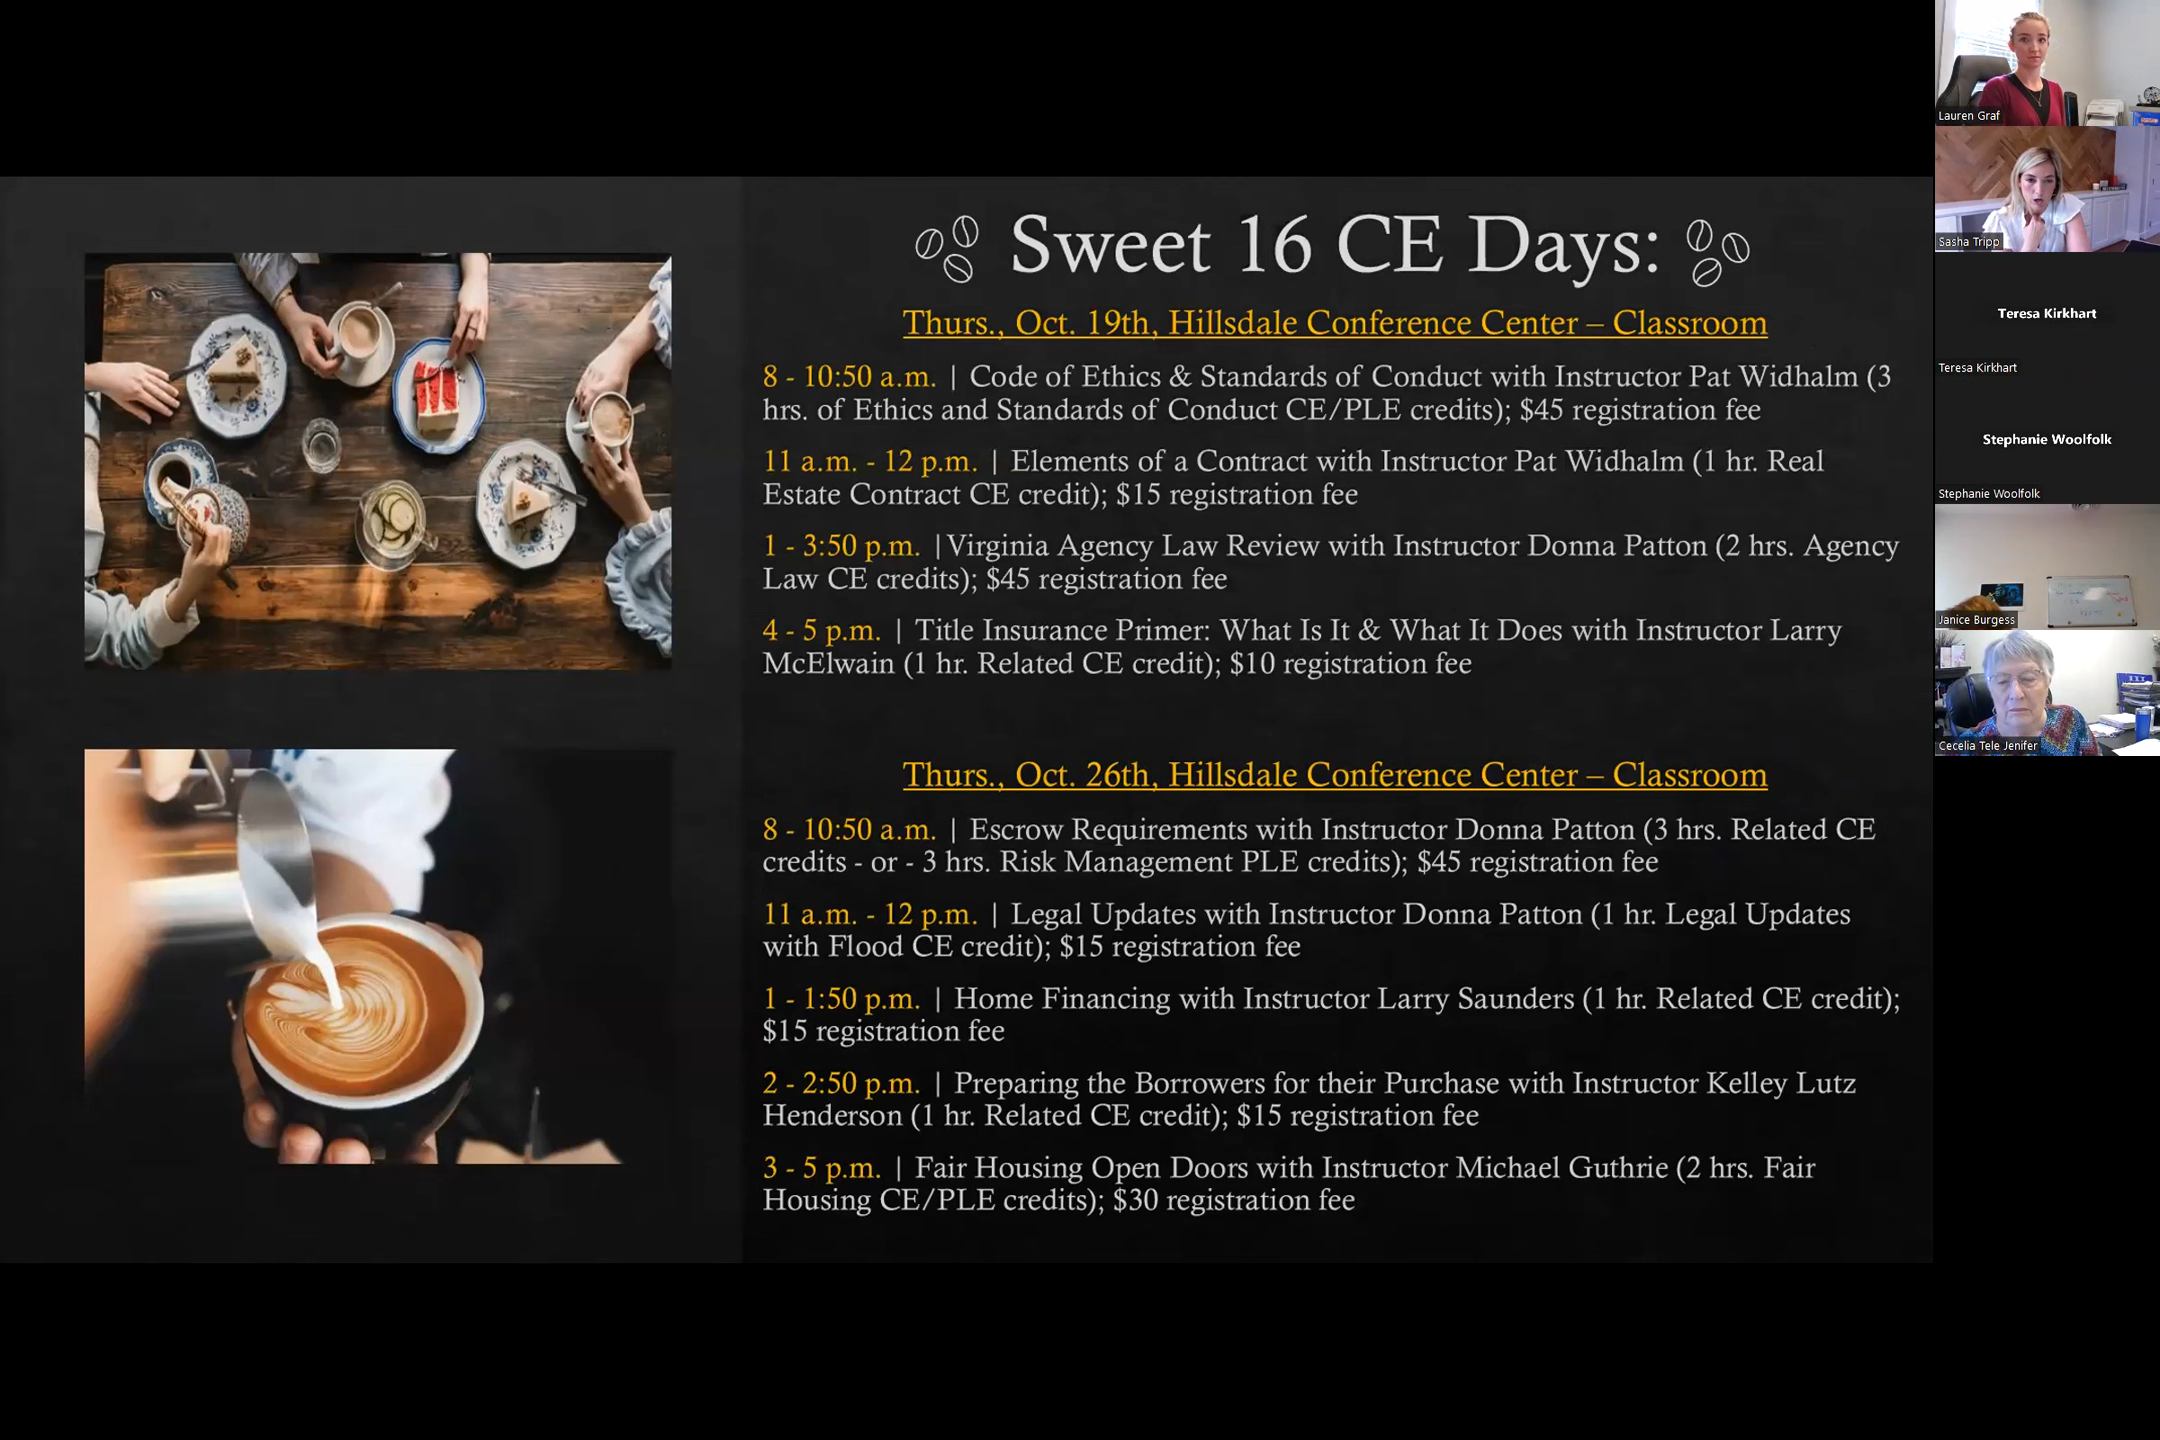 Sweet 16 CE Days:
Thurs., Oct. 19th, Hillsdale Conference Center – Classroom
8 - 10:50 a.m. | Code of Ethics & Standards of Conduct with Instructor Pat Widhalm (3
hrs. of Ethics and Standards of Conduct CE/PLE credits); $45 registration fee
11 a.m. - 12 p.m. | Elements of a Contract with Instructor Pat Widhalm (1 hr. Real
Estate Contract CE credit); $15 registration fee
1 - 3:50 p.m. |Virginia Agency Law Review with Instructor Donna Patton (2 hrs. Agency
Law CE credits); $45 registration fee
4 - 5 p.m. | Title Insurance Primer: What Is It & What It Does with Instructor Larry
McElwain (1 hr. Related CE credit); $10 registration fee
Thurs., Oct. 26th, Hillsdale Conference Center – Classroom
8 - 10:50 a.m. | Escrow Requirements with Instructor Donna Patton (3 hrs. Related CE
credits - or - 3 hrs. Risk Management PLE credits); $45 registration fee
11 a.m. - 12 p.m. | Legal Updates with Instructor Donna Patton (1 hr. Legal Updates
with Flood CE credit); $15 registration fee
1 - 1:50 p.m. | Home Financing with Instructor Larry Saunders (1 hr. Related CE credit);
$15 registration fee
2 - 2:50 p.m. | Preparing the Borrowers for their Purchase with Instructor Kelley Lutz
Henderson (1 hr. Related CE credit); $15 registration fee
3 - 5 p.m. | Fair Housing Open Doors with Instructor Michael Guthrie (2 hrs. Fair
Housing CE/PLE credits); $30 registration fee
Lauren Graf
Sasha Tripp
Teresa Kirkhart
Teresa Kirkhart
Stephanie Woolfolk
Stephanie Woolfolk
Janice Burgess
Cecelia Tele Jenifer